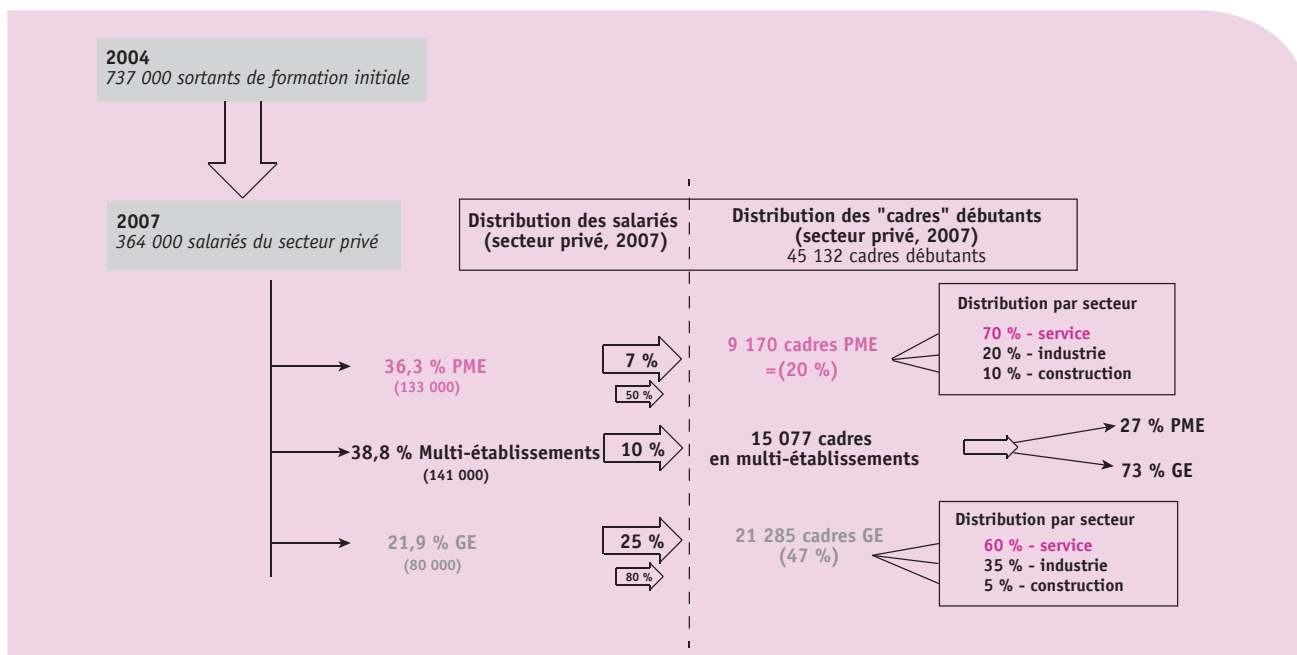 2004
737 000 sortants de formation initiale
2007
364 000 salariés du secteur privé
Distribution des salariés
(secteur privé, 2007)
Distribution des "cadres" débutants
(secteur privé, 2007)
45 132 cadres débutants
36,3 % PME
(133 000)
7 %
50 %
9 170 cadres PME
=(20 %)
Distribution par secteur
70 % - service
20 % - industrie
10 % - construction
38,8 % Multi-établissements
(141 000)
10 %
15 077 cadres
en multi-établissements
27 % PME
73 % GE
21,9 % GE
(80 000)
25 %
80 %
21 285 cadres GE
(47 %)
Distribution par secteur
60 % - service
35 % - industrie
5 % - construction